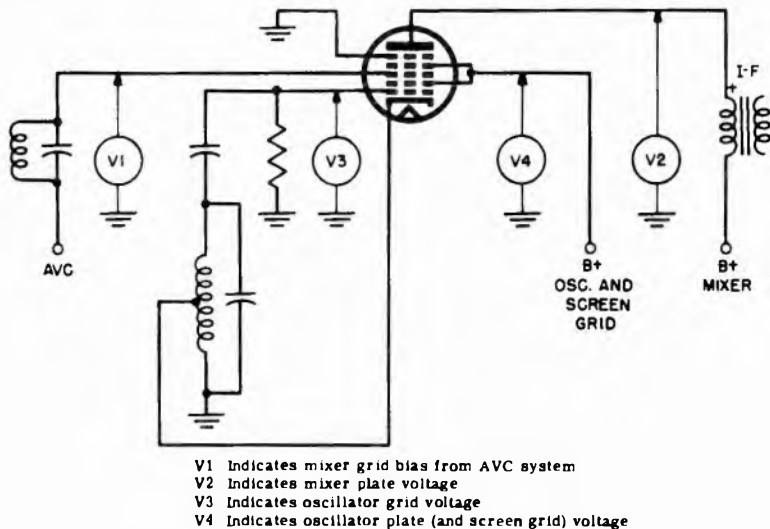 I-F
+
V1
V3
V4
V2
AVC
B+
OSC. AND
SCREEN
GRID
B+
MIXER
V1 Indicates mixer grid bias from AVC system
V2 Indicates mixer plate voltage
V3 Indicates oscillator grid voltage
V4 Indicates oscillator plate (and screen grid) voltage